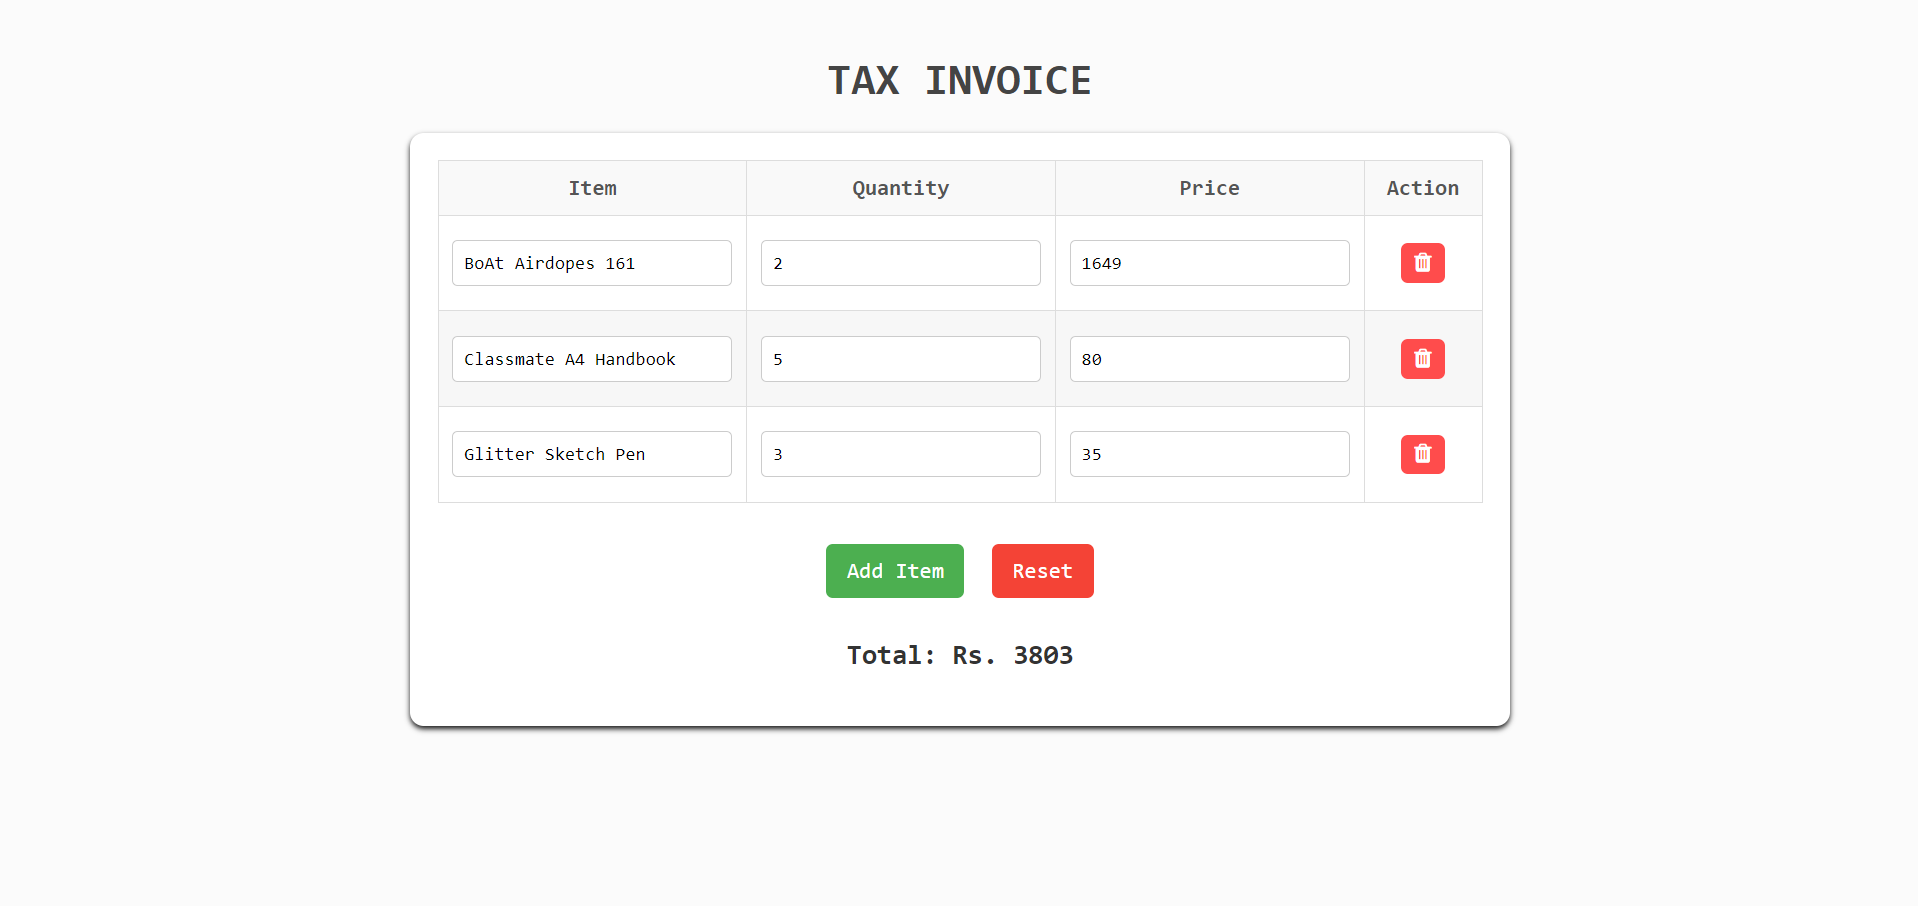 TAX INVOICE
Item Quantity Price Action
BoAt Airdopes 161 2 1649
Classmate A4 Handbook 5 80
Glitter Sketch Pen 3 35
Add Item Reset
Total: Rs. 3803